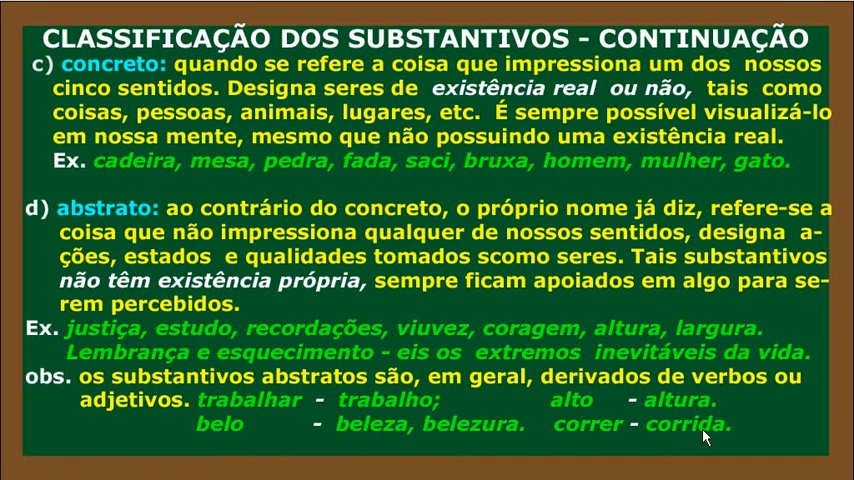 CLASSIFICAÇÃO DOS SUBSTANTIVOS - CONTINUAÇÃO
c) concreto: quando se refere a coisa que impressiona um dos nossos
cinco sentidos. Designa seres de existência real ou não, tais como
coisas, pessoas, animais, lugares, etc. É sempre possível visualizá-lo
em nossa mente, mesmo que não possuindo uma existência real.
Ex. cadeira, mesa, pedra, fada, saci, bruxa, homem, mulher, gato.
d) abstrato: ao contrário do concreto, o próprio nome já diz, refere-se a
coisa que não impressiona qualquer de nossos sentidos, designa a-
ções, estados e qualidades tomados scomo seres. Tais substantivos
não têm existência própria, sempre ficam apoiados em algo para se-
rem percebidos.
Ex. justiça, estudo, recordações, viuvez, coragem, altura, largura.
Lembrança e esquecimento - eis os extremos inevitáveis da vida.
obs. os substantivos abstratos são, em geral, derivados de verbos ou
adjetivos. trabalhar - trabalho; alto - altura.
belo - beleza, belezura. correr - corrida.